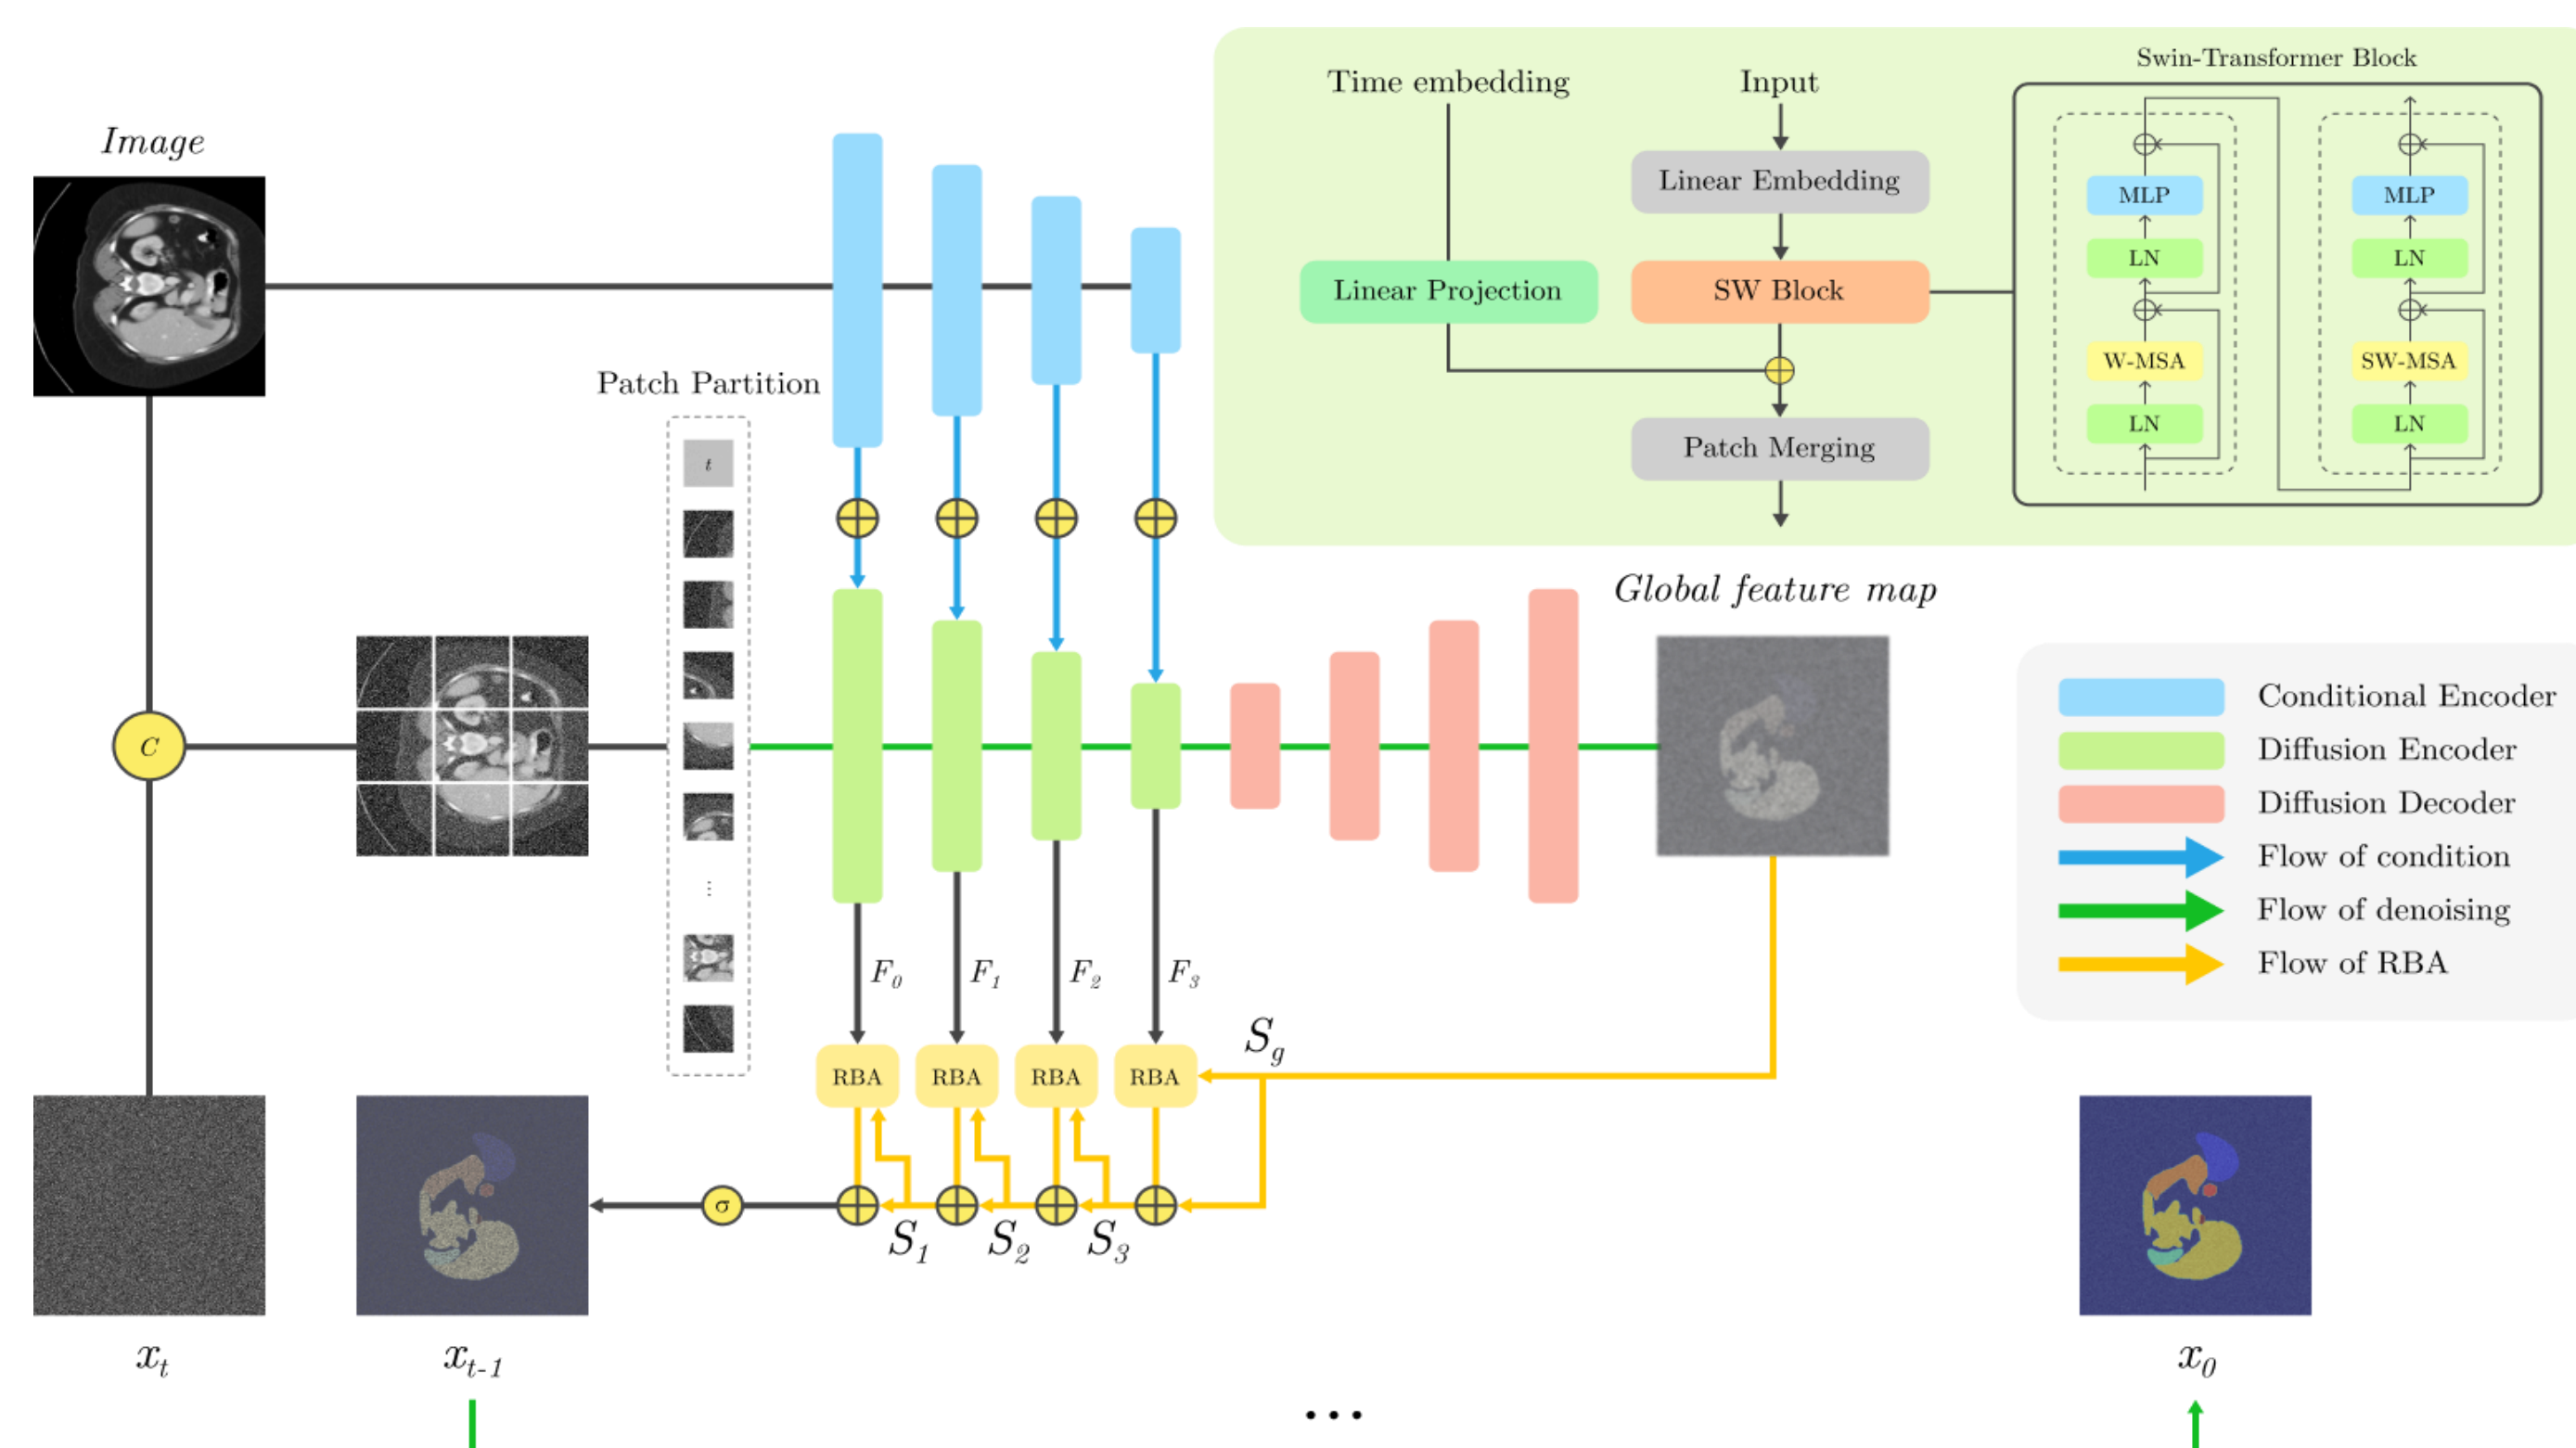 Swin-Transformer Block
Time embedding
Input
Image
Linear Embedding
MLP
MLP
LN
LN
Linear Projection
SW Block
W-MSA
SW-MSA
Patch Partition
LN
LN
Patch Merging
t
Global feature map
Conditional Encoder
C
Diffusion Encoder
Diffusion Decoder
Flow of condition
...
Flow of denoising
F0
F1
F2
F3
Flow of RBA
Sg
RBA
RBA
RBA
RBA
σ
S1
S2
S3
xt
xt-1
x0
...